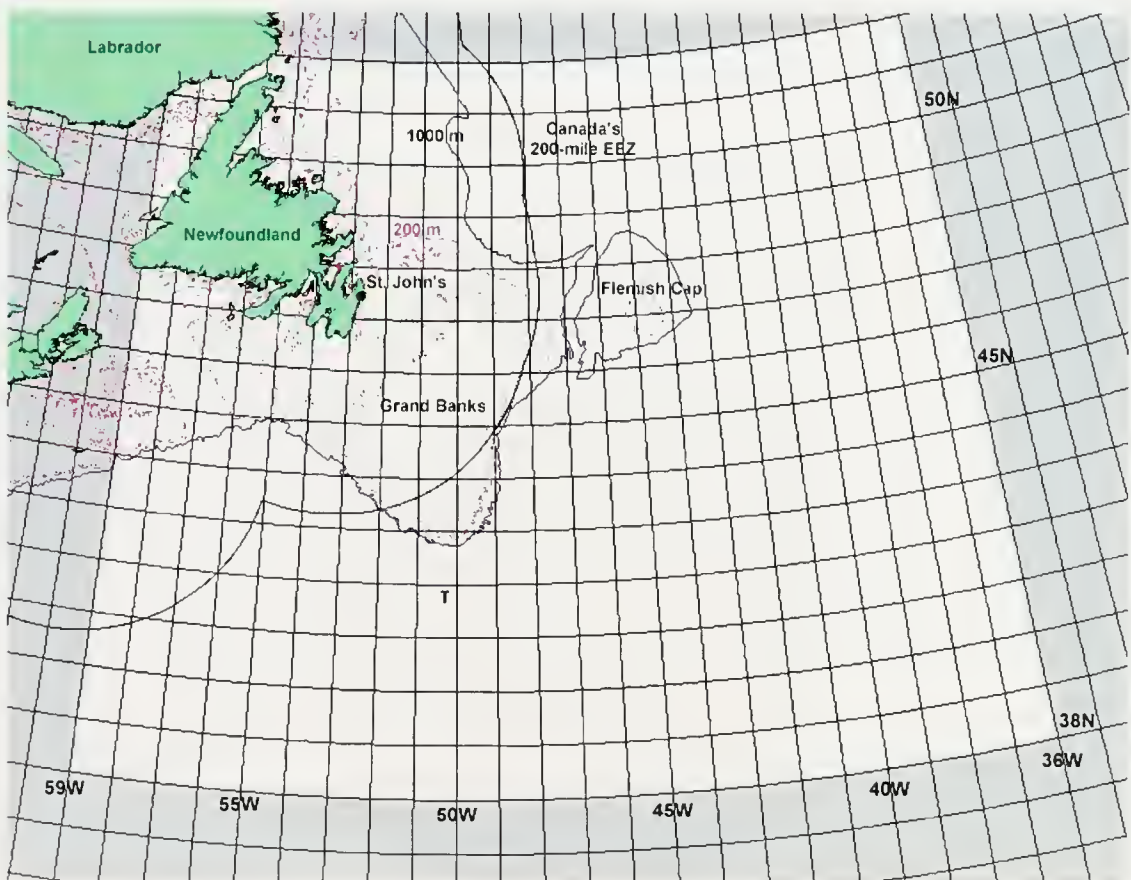 Labrador
50N
1000 m
Canada's
200-mile EEZ
200 m
Newfoundland
St. John's
Flemish Cap
45N
Grand Banks
T
38N
36W
59W
55W
50W
45W
40W